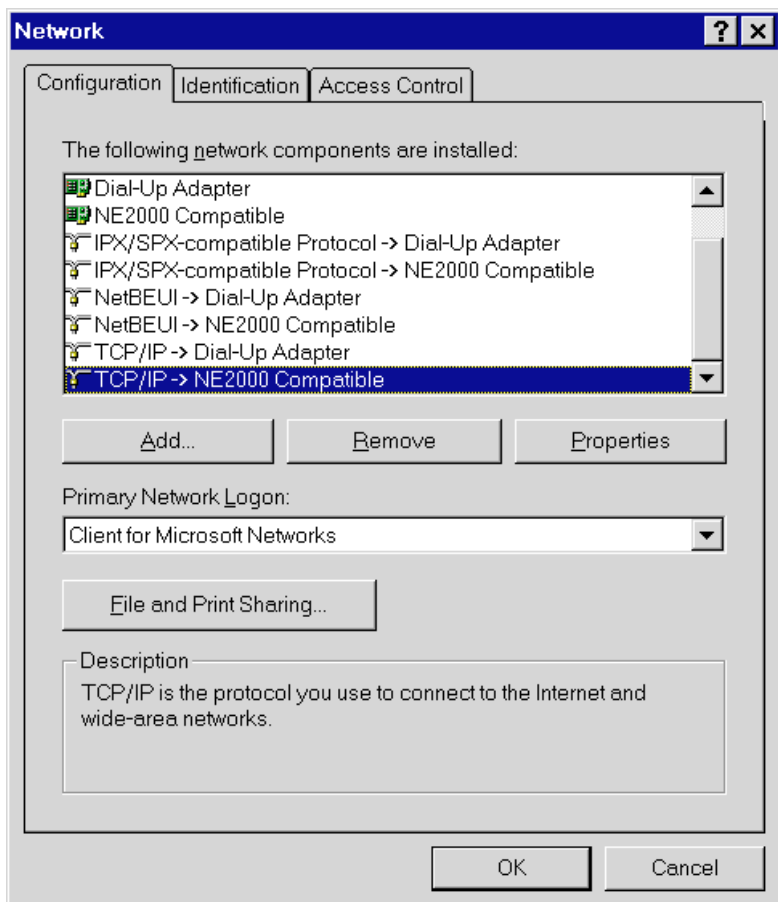 Network
Configuration Identification Access Control
The following network components are installed:
Dial-Up Adapter
NE2000 Compatible
IPX/SPX-compatible Protocol -> Dial-Up Adapter
IPX/SPX-compatible Protocol -> NE2000 Compatible
NetBEUI -> Dial-Up Adapter
NetBEUI -> NE2000 Compatible
TCP/IP -> Dial-Up Adapter
TCP/IP -> NE2000 Compatible
Add... Remove Properties
Primary Network Logon:
Client for Microsoft Networks
File and Print Sharing...
Description
TCP/IP is the protocol you use to connect to the Internet and
wide-area networks.
OK Cancel